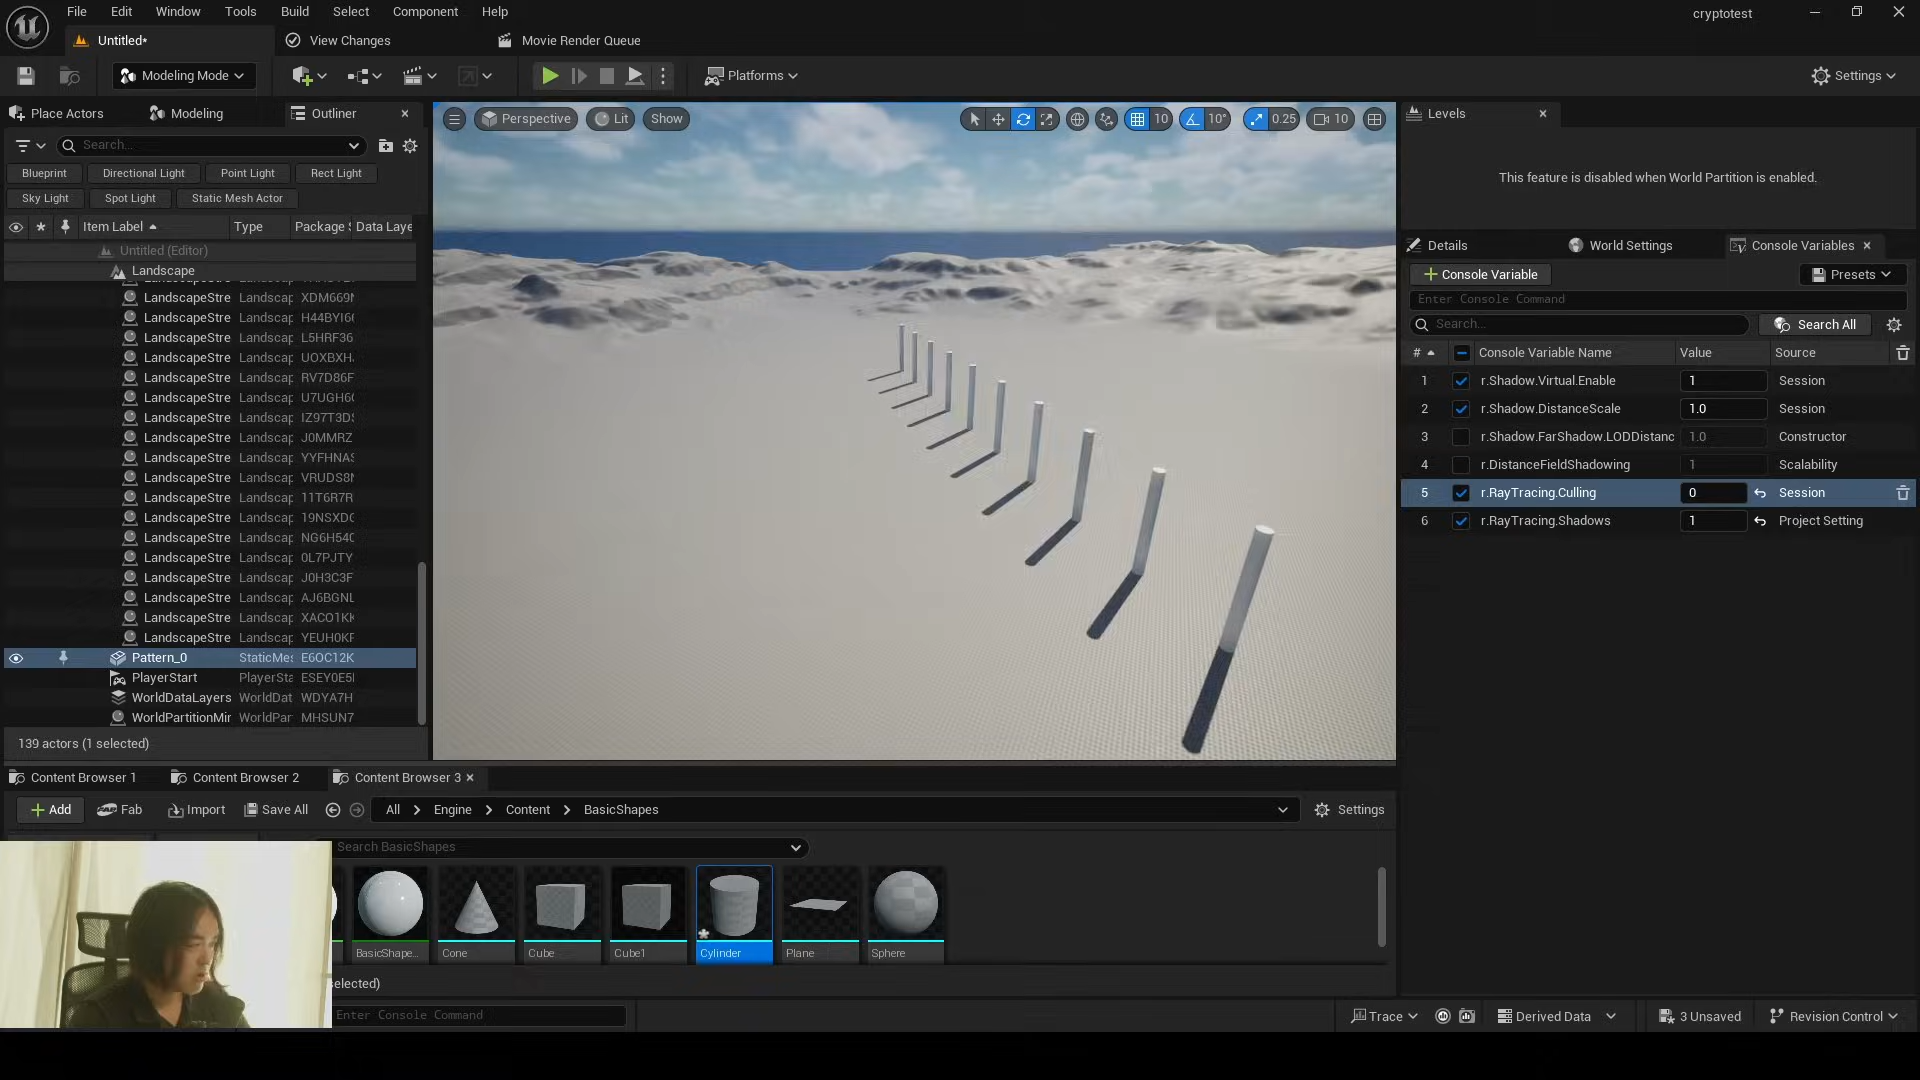 File Edit Window Tools Build Select Component Help
cryptotest
Untitled*
View Changes
Movie Render Queue
Modeling Mode
Platforms
Settings
Place Actors
Modeling
Outliner
Search...
Blueprint
Directional Light
Point Light
Rect Light
Sky Light
Spot Light
Static Mesh Actor
Item Label Type Package Data Laye
Untitled (Editor)
Landscape
LandscapeStre Landscap XDM669
LandscapeStre Landscap H44BYI6
LandscapeStre Landscap L5HRF36
LandscapeStre Landscap UOXBXH
LandscapeStre Landscap RV7D86F
LandscapeStre Landscap U7UGH6
LandscapeStre Landscap IZ97T3D
LandscapeStre Landscap J0MMRZ
LandscapeStre Landscap YYFHNA
LandscapeStre Landscap VRUDS8
LandscapeStre Landscap 11T6R7R
LandscapeStre Landscap 19NSXD
LandscapeStre Landscap NG6H540
LandscapeStre Landscap 0L7PJTY
LandscapeStre Landscap J0H3C3F
LandscapeStre Landscap AJ6BGNL
LandscapeStre Landscap XACO1K
LandscapeStre Landscap YEUH0KF
Pattern_0 StaticMe E6OC12K
PlayerStart PlayerSta ESEY0E5
WorldDataLayers WorldDat WDYA7H
WorldPartitionMin WorldPar MHSUN7
139 actors (1 selected)
Perspective
Lit
Show
10
10°
0.25
10
Levels
This feature is disabled when World Partition is enabled.
Details
World Settings
Console Variables
Console Variable
Presets
Enter Console Command
Search...
Search All
# Console Variable Name Value Source
1 r.Shadow.Virtual.Enable 1 Session
2 r.Shadow.DistanceScale 1.0 Session
3 r.Shadow.FarShadow.LODDistanc 1.0 Constructor
4 r.DistanceFieldShadowing 1 Scalability
5 r.RayTracing.Culling 0 Session
6 r.RayTracing.Shadows 1 Project Setting
Content Browser 1
Content Browser 2
Content Browser 3
Add
Fab
Import
Save All
All > Engine > Content > BasicShapes
Settings
Search BasicShapes
BasicShape...
Cone
Cube
Cube1
Cylinder
Plane
Sphere
selected)
Enter Console Command
Trace
Derived Data
3 Unsaved
Revision Control